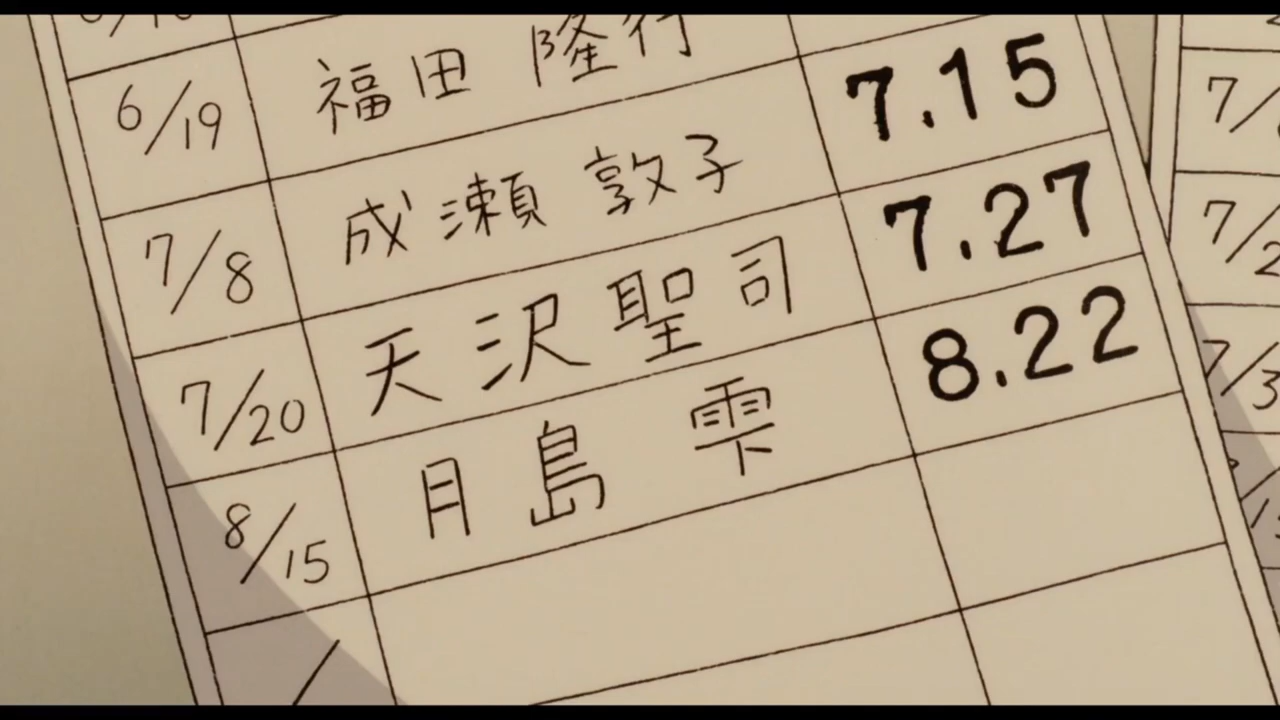 6/19 福田 隆行
7/8 成瀬 敦子 7.15
7/20 天沢 聖司 7.27
8/15 月島 雫 8.22
/